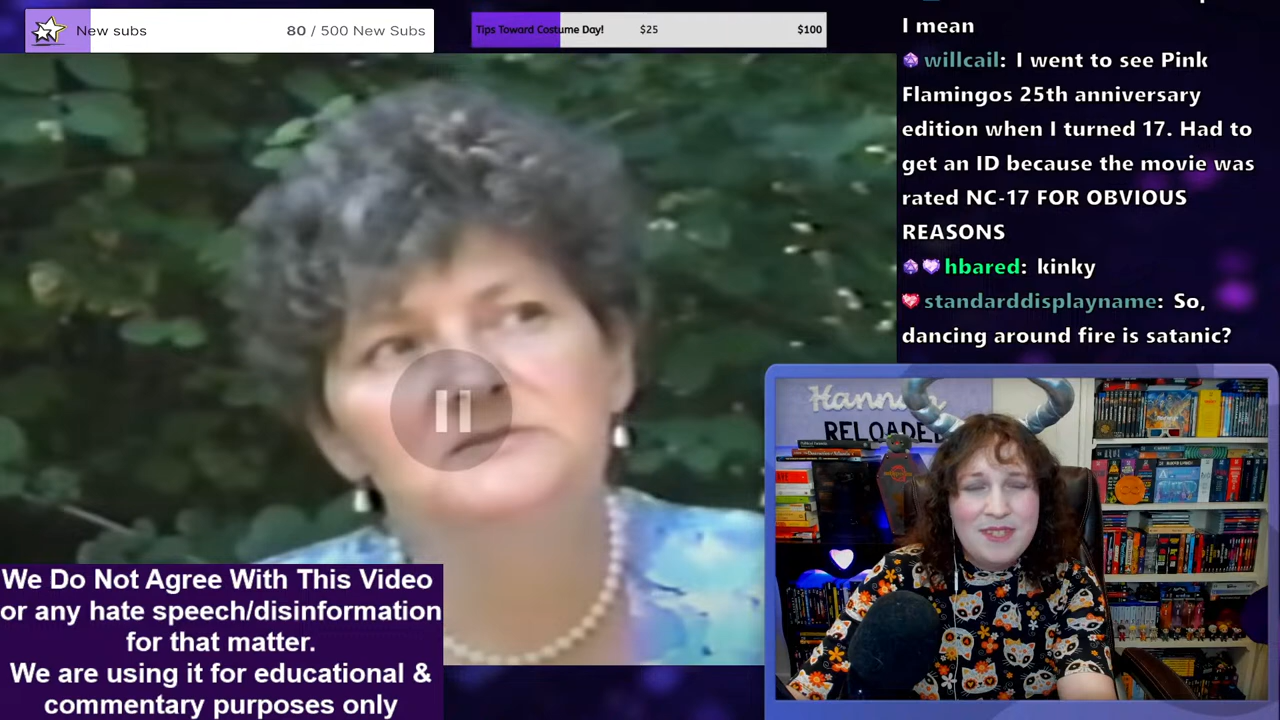 New subs 80 / 500 New Subs
Tips Toward Costume Day! $25 $100
I mean
willcail: I went to see Pink
Flamingos 25th anniversary
edition when I turned 17. Had to
get an ID because the movie was
rated NC-17 FOR OBVIOUS
REASONS
hbared: kinky
standarddisplayname: So,
dancing around fire is satanic?
Hannah
RELOADED
We Do Not Agree With This Video
or any hate speech/disinformation
for that matter.
We are using it for educational &
commentary purposes only